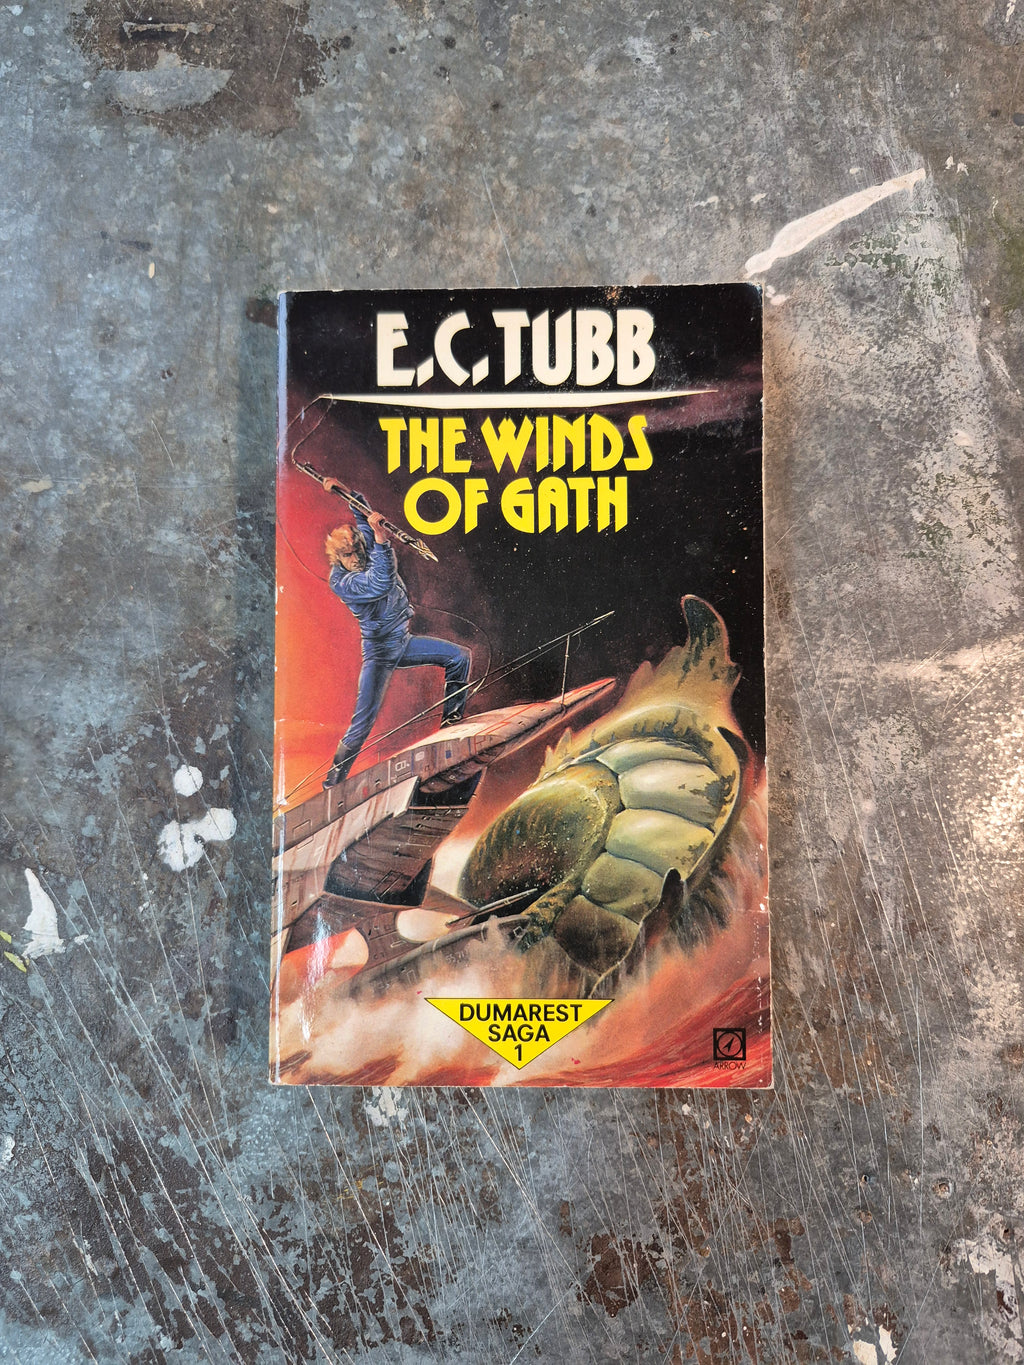 E.C.TUBB
THE WINDS
OF GATH
DUMAREST
SAGA
1
ARROW